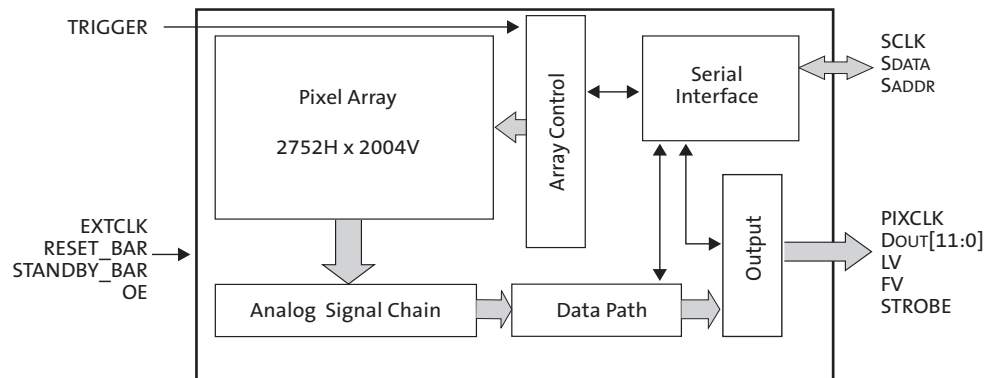 TRIGGER
Pixel Array
2752H x 2004V
Array Control
Serial
Interface
SCLK
SDATA
SADDR
EXTCLK
RESET_BAR
STANDBY_BAR
OE
Analog Signal Chain
Data Path
Output
PIXCLK
DOUT[11:0]
LV
FV
STROBE